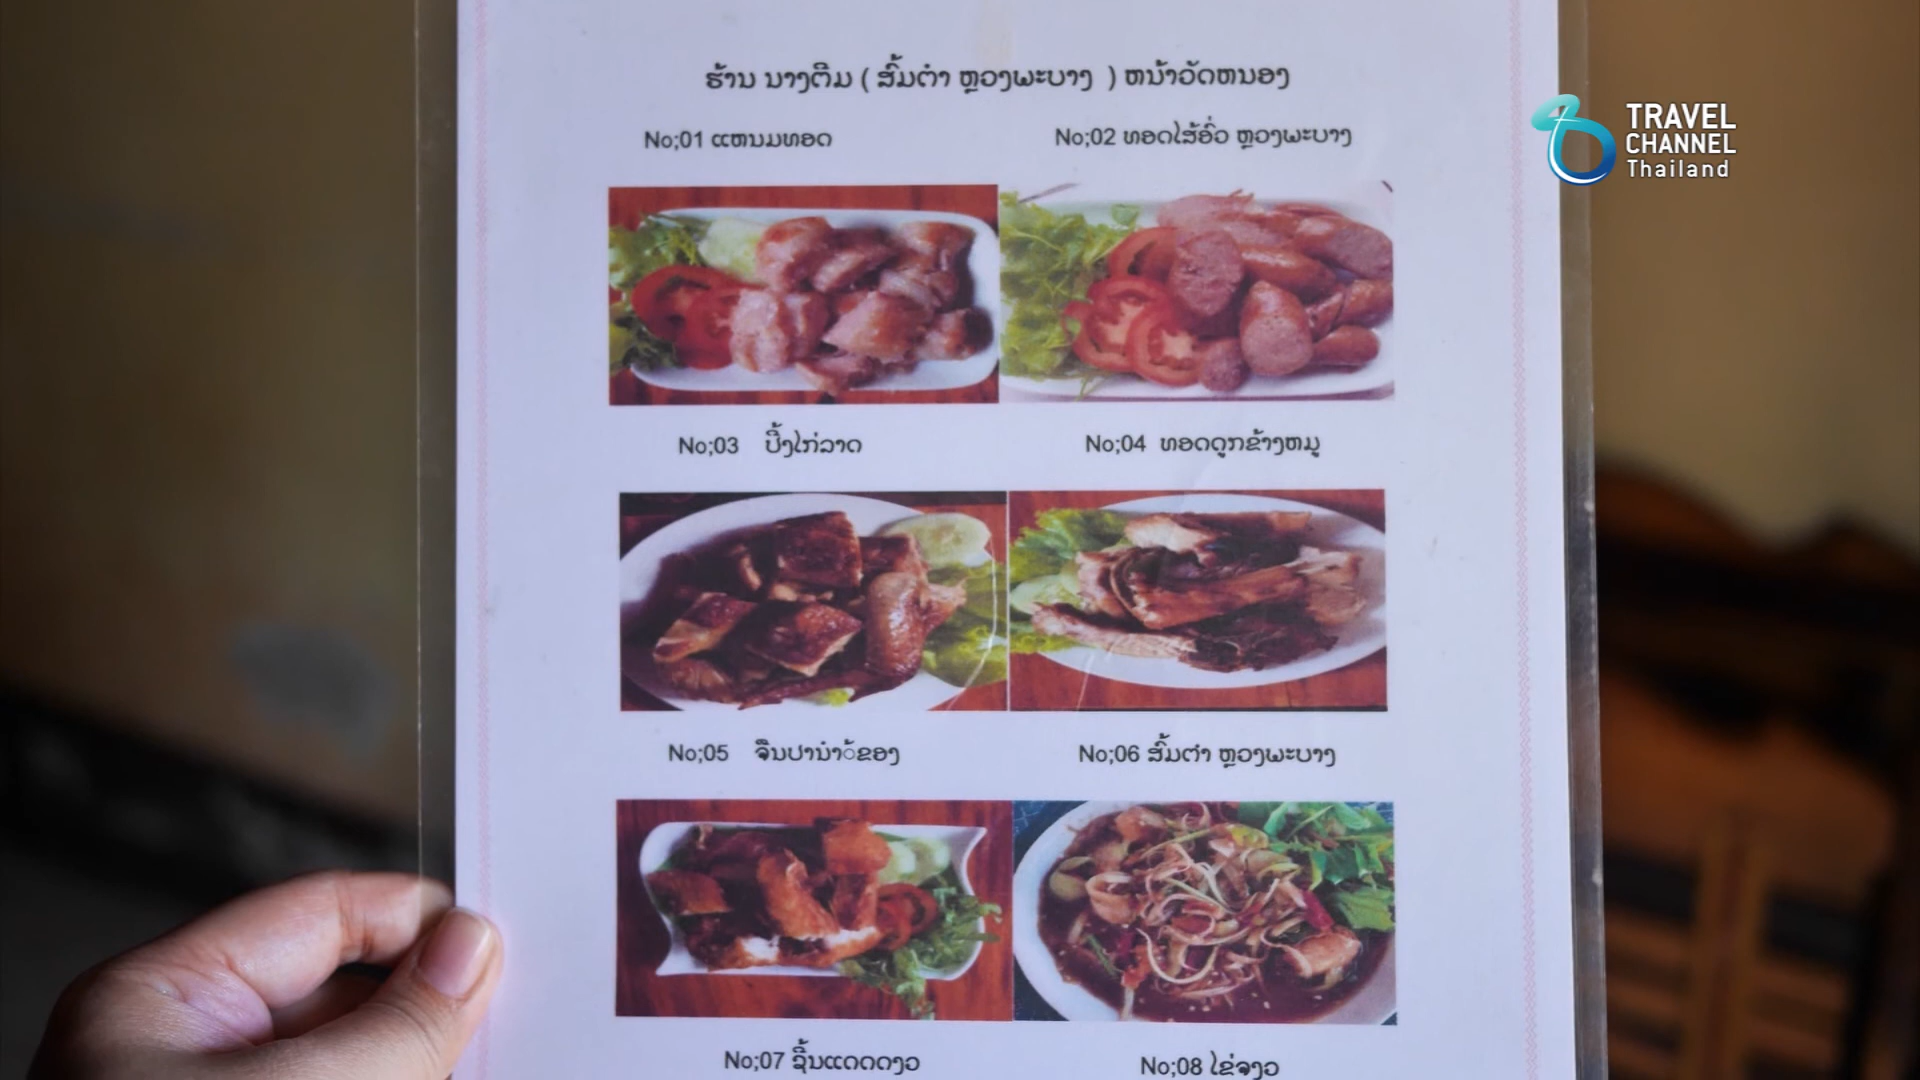 ຮ້ານ ນາງຕີມ ( ສົ້ມຕຳ ຫຼວງພະບາງ ) ຫນ້າວັດຫນອງ
No;01 ແຫນມທອດ
No;02 ທອດໄສ້ອົ່ວ ຫຼວງພະບາງ
TRAVEL
CHANNEL
Thailand
No;03 ປີ້ງໄກ່ລາດ
No;04 ທອດດູກຂ້າງຫມູ
No;05 ຈືນປານຳ້ຂອງ
No;06 ສົ້ມຕຳ ຫຼວງພະບາງ
No;07 ຊີ້ນແດດດງວ
No;08 ໄຂ່ຈງວ